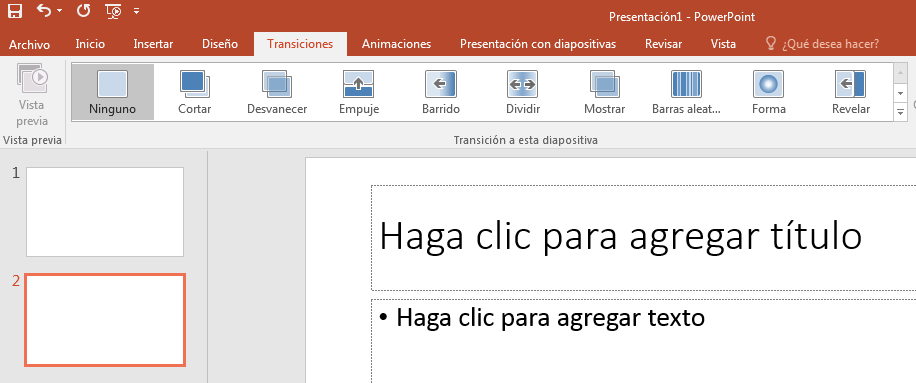 Presentación1 - PowerPoint
Archivo Inicio Insertar Diseño Transiciones Animaciones Presentación con diapositivas Revisar Vista ¿Qué desea hacer?
Vista previa
Ninguno Cortar Desvanecer Empuje Barrido Dividir Mostrar Barras aleat... Forma Revelar
Vista previa Transición a esta diapositiva
1
2
Haga clic para agregar título
• Haga clic para agregar texto